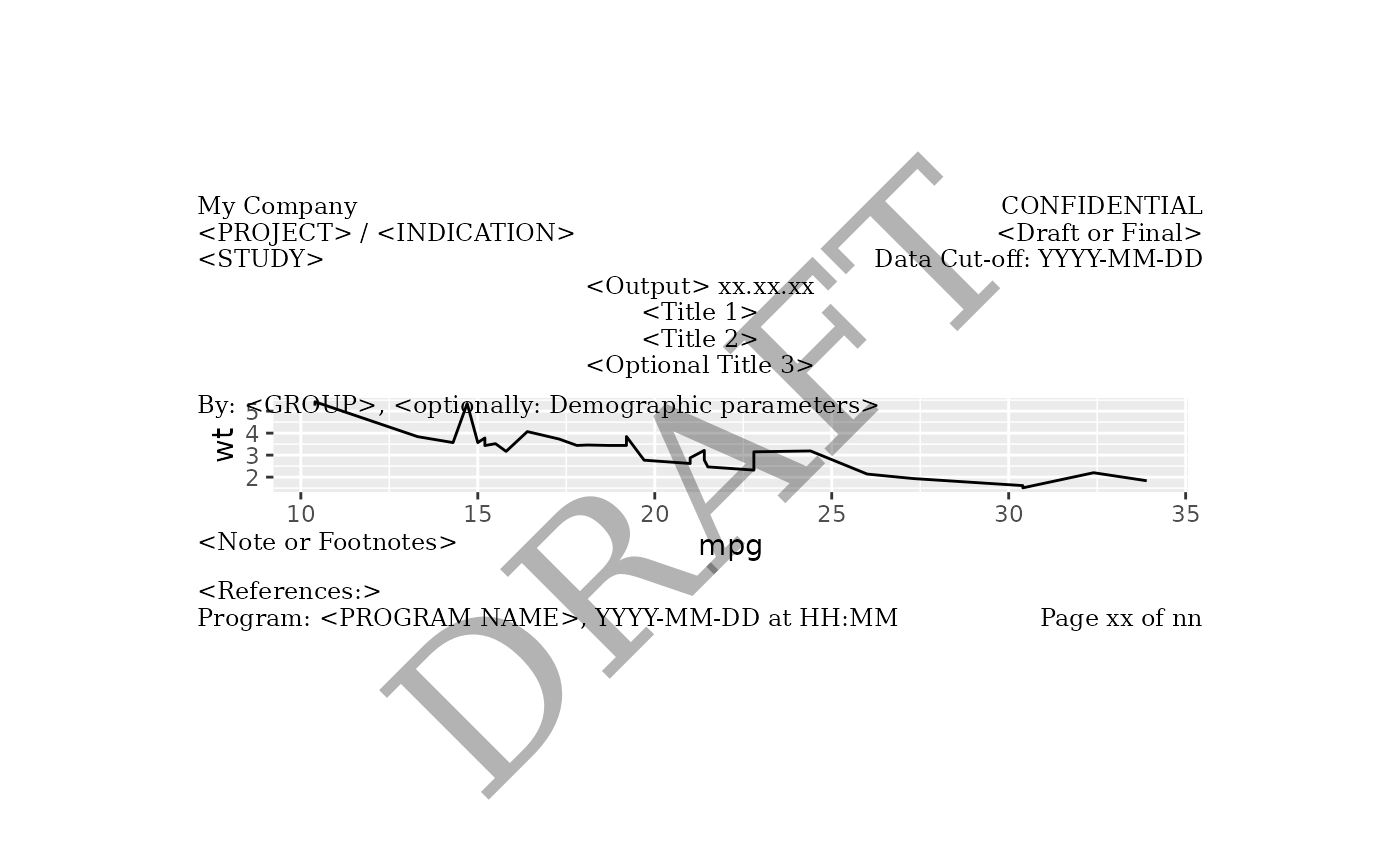 My Company
CONFIDENTIAL
<PROJECT> / <INDICATION>
<Draft or Final>
<STUDY>
Data Cut-off: YYYY-MM-DD
<Output> xx.xx.xx
<Title 1>
<Title 2>
<Optional Title 3>
By: <GROUP>, <optionally: Demographic parameters>
wt
5
4
3
2
10 15 20 25 30 35
mpg
<Note or Footnotes>
<References:>
Program: <PROGRAM NAME>, YYYY-MM-DD at HH:MM
Page xx of nn
DRAFT